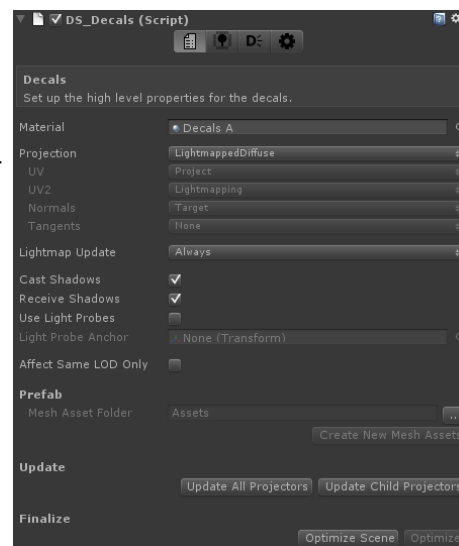 DS_Decals (Script)
D
Decals
Set up the high level properties for the decals.
Material Decals A
Projection LightmappedDiffuse
UV Project
UV2 Lightmapping
Normals Target
Tangents None
Lightmap Update Always
Cast Shadows
Receive Shadows
Use Light Probes
Light Probe Anchor None (Transform)
Affect Same LOD Only
Prefab
Mesh Asset Folder Assets ..
Create New Mesh Assets
Update
Update All Projectors Update Child Projectors
Finalize
Optimize Scene Optimize